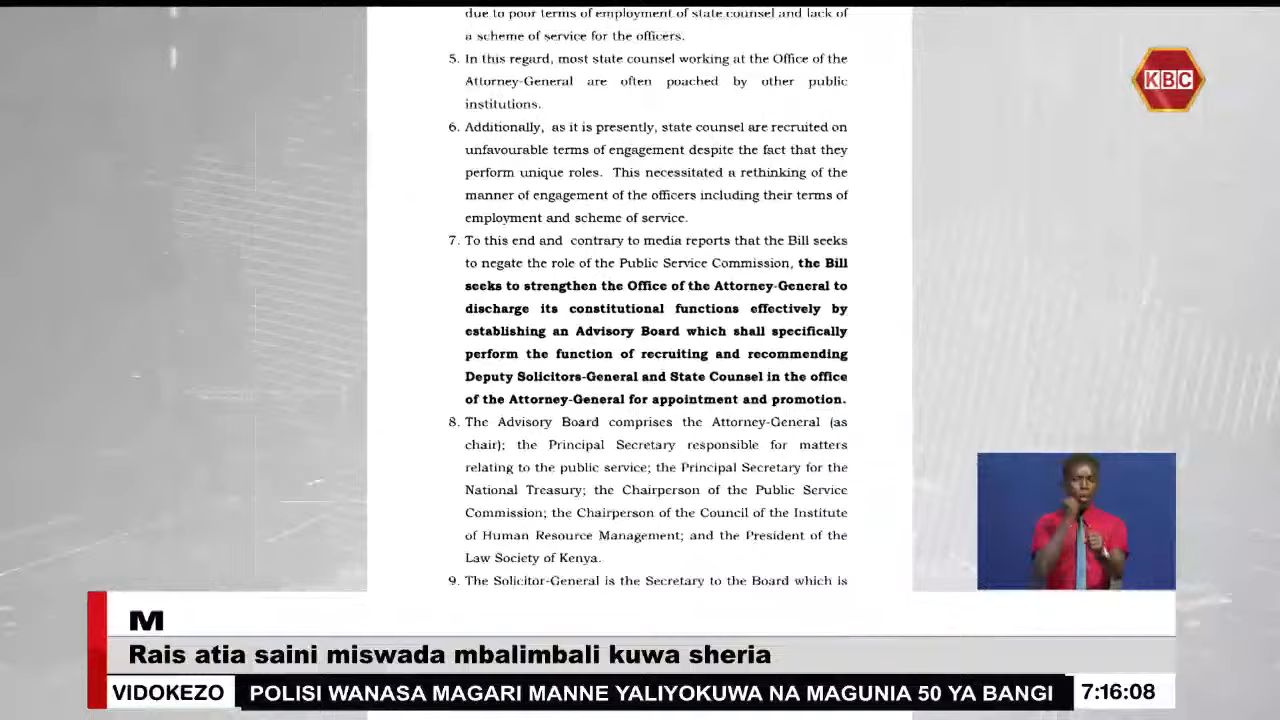 due to poor terms of employment of state counsel and lack of
a scheme of service for the officers.
5. In this regard, most state counsel working at the Office of the
Attorney-General are often poached by other public
institutions.
6. Additionally, as it is presently, state counsel are recruited on
unfavourable terms of engagement despite the fact that they
perform unique roles. This necessitated a rethinking of the
manner of engagement of the officers including their terms of
employment and scheme of service.
7. To this end and contrary to media reports that the Bill seeks
to negate the role of the Public Service Commission, the Bill
seeks to strengthen the Office of the Attorney-General to
discharge its constitutional functions effectively by
establishing an Advisory Board which shall specifically
perform the function of recruiting and recommending
Deputy Solicitors-General and State Counsel in the office
of the Attorney-General for appointment and promotion.
8. The Advisory Board comprises the Attorney-General (as
chair); the Principal Secretary responsible for matters
relating to the public service; the Principal Secretary for the
National Treasury; the Chairperson of the Public Service
Commission; the Chairperson of the Council of the Institute
of Human Resource Management; and the President of the
Law Society of Kenya.
9. The Solicitor-General is the Secretary to the Board which is
KBC
M
Rais atia saini miswada mbalimbali kuwa sheria
VIDOKEZO POLISI WANASA MAGARI MANNE YALIYOKUWA NA MAGUNIA 50 YA BANGI 7:16:08